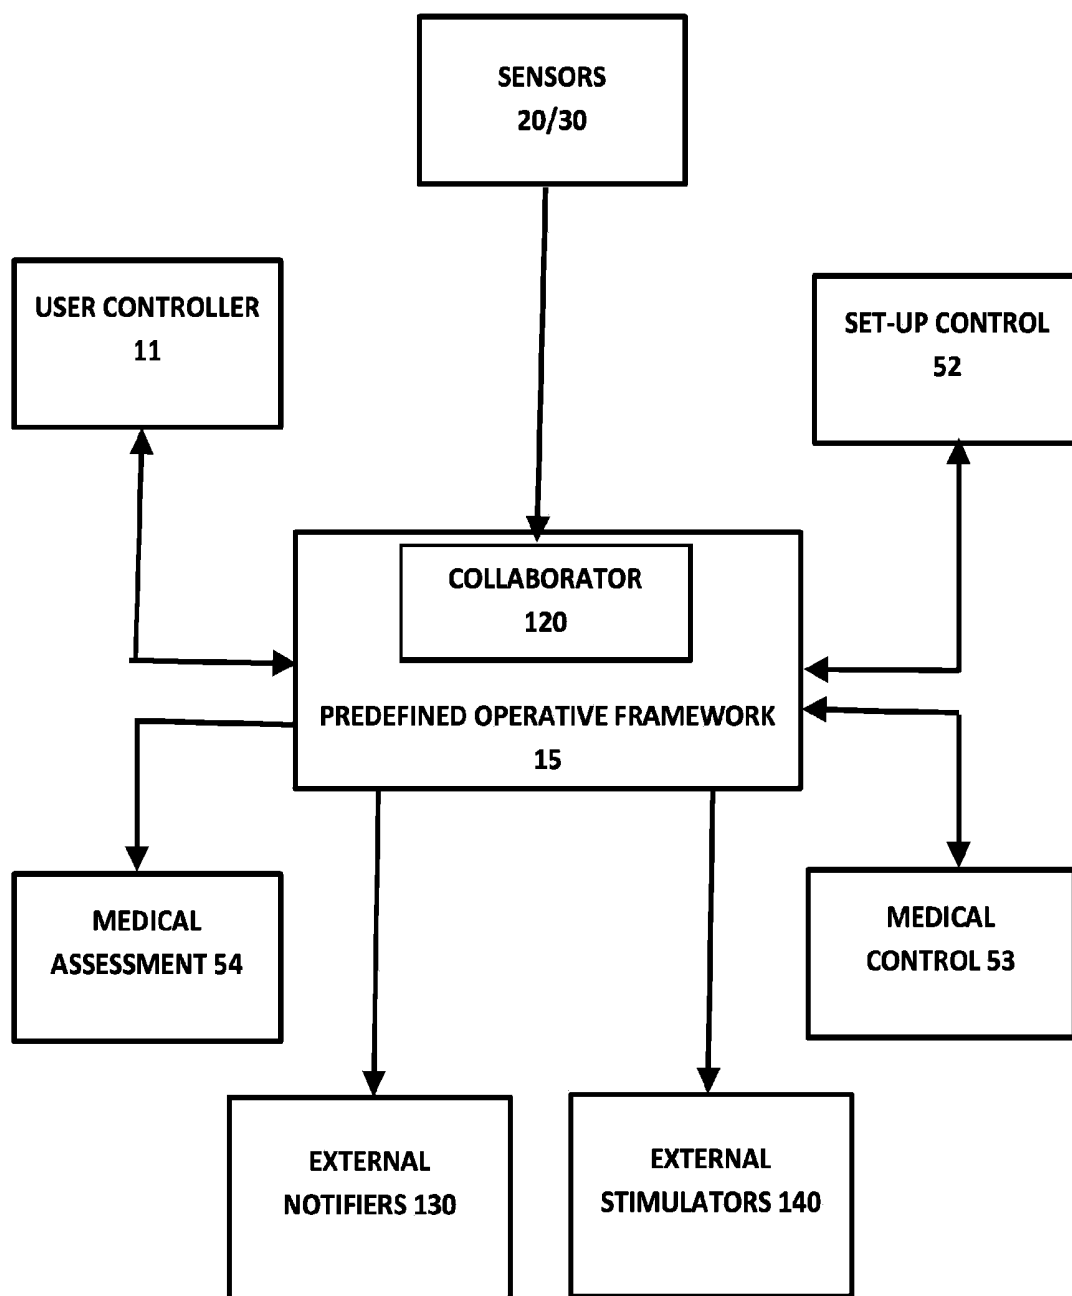 SENSORS
20/30
USER CONTROLLER
11
SET-UP CONTROL
52
COLLABORATOR
120
PREDEFINED OPERATIVE FRAMEWORK
15
MEDICAL
ASSESSMENT 54
MEDICAL
CONTROL 53
EXTERNAL
NOTIFIERS 130
EXTERNAL
STIMULATORS 140